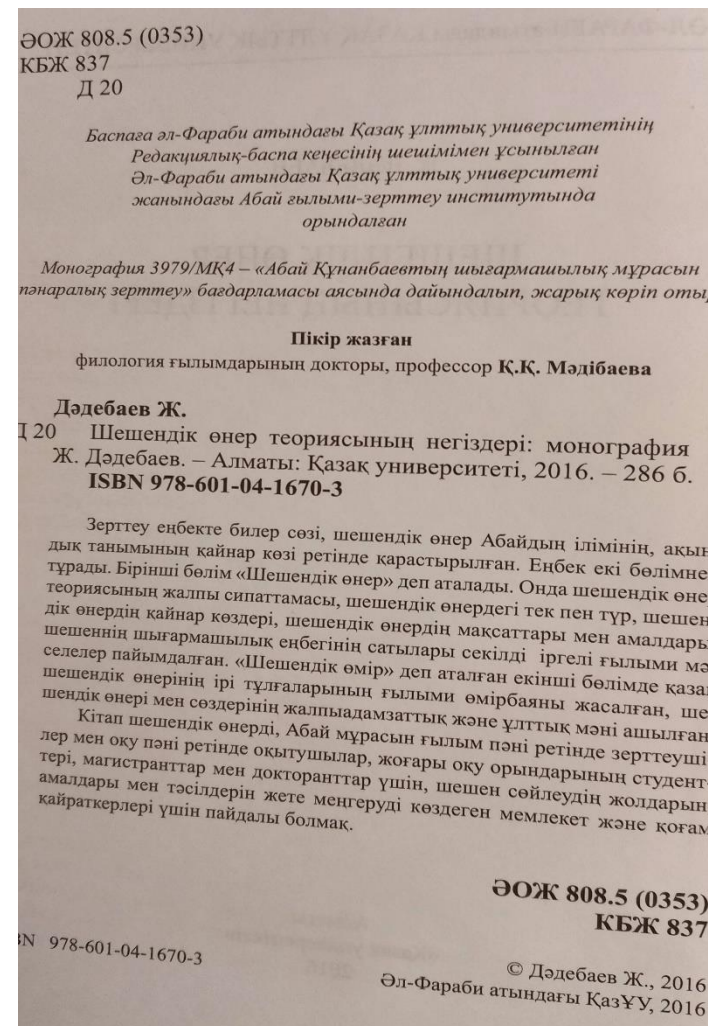 ӘОЖ 808.5 (0353)
КБЖ 837
Д 20
Баспаға әл-Фараби атындағы Қазақ ұлттық университетінің
Редакциялық-баспа кеңесінің шешімімен ұсынылған
Әл-Фараби атындағы Қазақ ұлттық университеті
жанындағы Абай ғылыми-зерттеу институтында
орындалған
Монография 3979/МҚ4 – «Абай Құнанбаевтың шығармашылық мұрасын
пәнаралық зерттеу» бағдарламасы аясында дайындалып, жарық көріп отыр
Пікір жазған
филология ғылымдарының докторы, профессор Қ.Қ. Мәдібаева
Дәдебаев Ж.
Д 20 Шешендік өнер теориясының негіздері: монография
Ж. Дәдебаев. – Алматы: Қазақ университеті, 2016. – 286 б.
ISBN 978-601-04-1670-3
Зерттеу еңбекте билер сөзі, шешендік өнер Абайдың ілімінің, ақын-
дық танымының қайнар көзі ретінде қарастырылған. Еңбек екі бөлімне
тұрады. Бірінші бөлім «Шешендік өнер» деп аталады. Онда шешендік өне
теориясының жалпы сипаттамасы, шешендік өнердегі тек пен түр, шешен
дік өнердің қайнар көздері, шешендік өнердің мақсаттары мен амалдары
шешеннің шығармашылық еңбегінің сатылары секілді іргелі ғылыми мә
селелер пайымдалған. «Шешендік өмір» деп аталған екінші бөлімде қаза
шешендік өнерінің ірі тұлғаларының ғылыми өмірбаяны жасалған, ше
шендік өнері мен сөздерінің жалпыадамзаттық және ұлттық мәні ашылған
Кітап шешендік өнерді, Абай мұрасын ғылым пәні ретінде зерттеуші-
лер мен оқу пәні ретінде оқытушылар, жоғары оқу орындарының студент-
тері, магистранттар мен докторанттар үшін, шешен сөйлеудің жолдарын
амалдары мен тәсілдерін жете меңгеруді көздеген мемлекет және қоғам
қайраткерлері үшін пайдалы болмақ.
ӘОЖ 808.5 (0353)
КБЖ 837
BN 978-601-04-1670-3
© Дәдебаев Ж., 2016
Әл-Фараби атындағы ҚазҰУ, 2016